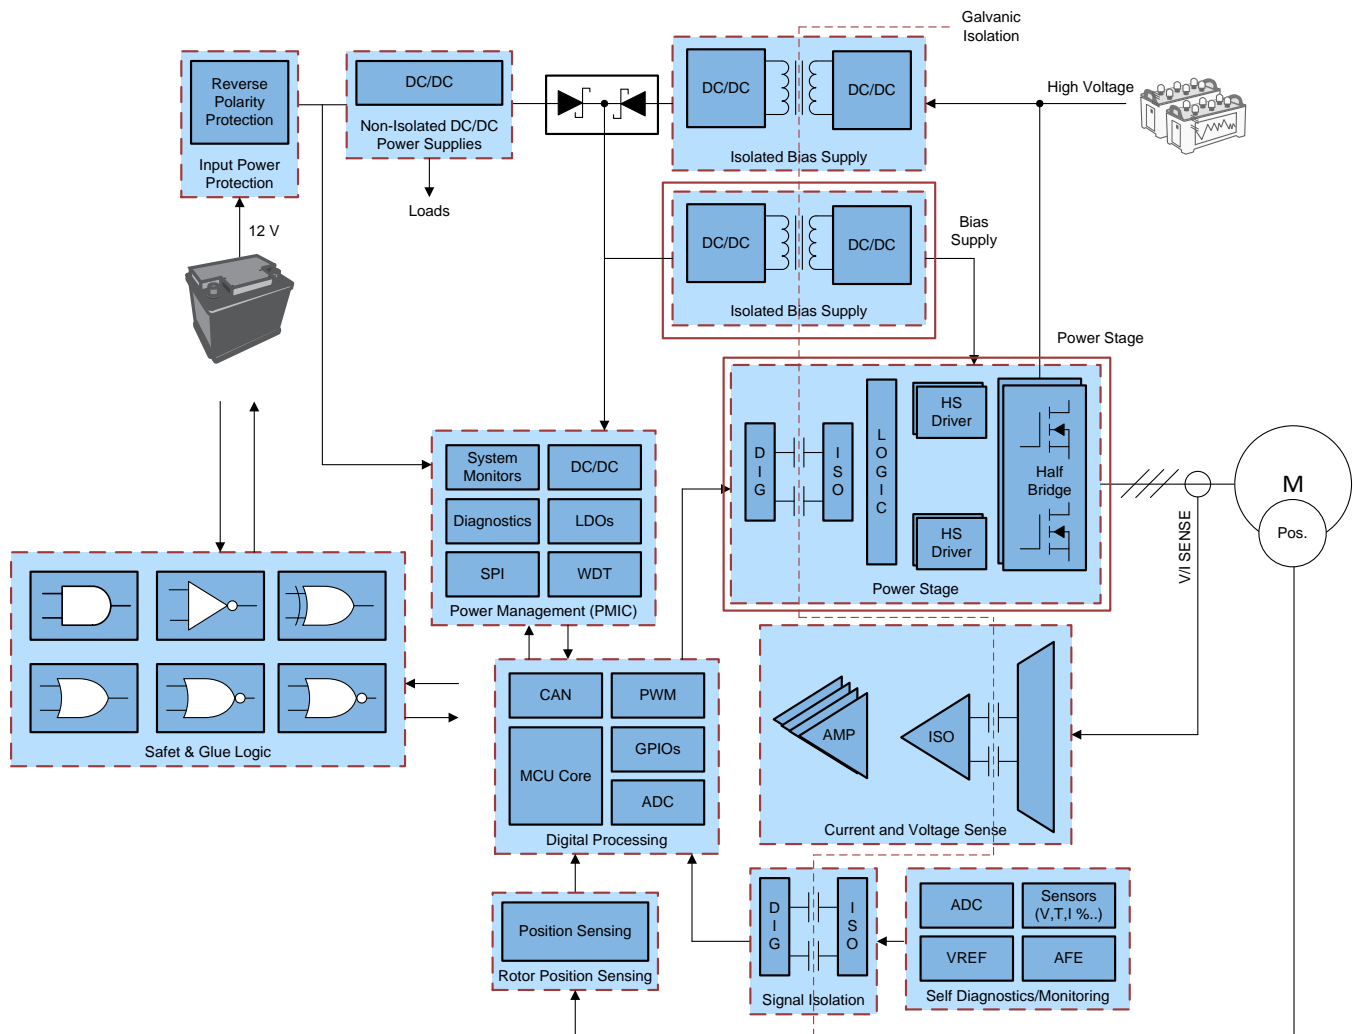 Galvanic
Isolation
Reverse
Polarity
Protection
Input Power
Protection
DC/DC
Non-Isolated DC/DC
Power Supplies
Loads
DC/DC
DC/DC
Isolated Bias Supply
High Voltage
12 V
DC/DC
DC/DC
Isolated Bias Supply
Bias
Supply
Power Stage
System
Monitors
DC/DC
Diagnostics
LDOs
SPI
WDT
Power Management (PMIC)
D
I
G
I
S
O
L
O
G
I
C
HS
Driver
HS
Driver
Half
Bridge
Power Stage
M
Pos.
V/I SENSE
Safet & Glue Logic
CAN
PWM
MCU Core
GPIOs
ADC
Digital Processing
AMP
ISO
Current and Voltage Sense
Position Sensing
Rotor Position Sensing
D
I
G
I
S
O
Signal Isolation
ADC
Sensors
(V,T,I %..)
VREF
AFE
Self Diagnostics/Monitoring